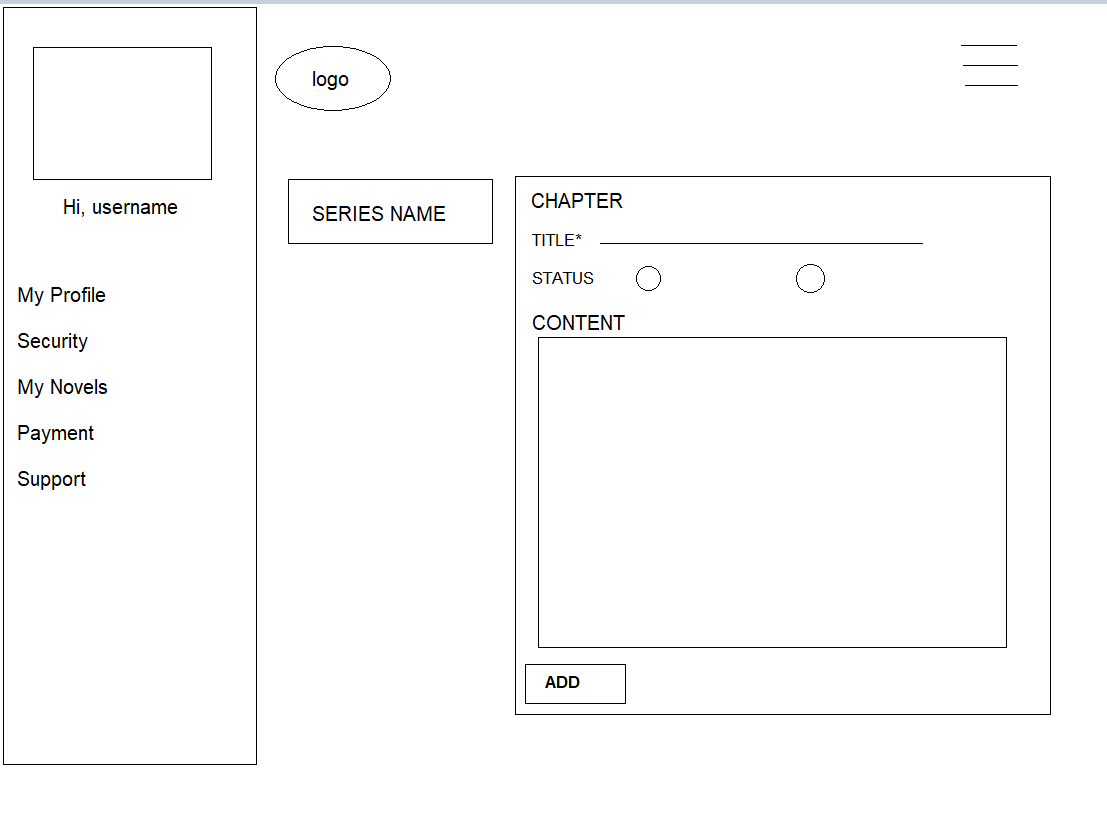 Hi, username
My Profile
Security
My Novels
Payment
Support
logo
SERIES NAME
CHAPTER
TITLE*
STATUS
CONTENT
ADD